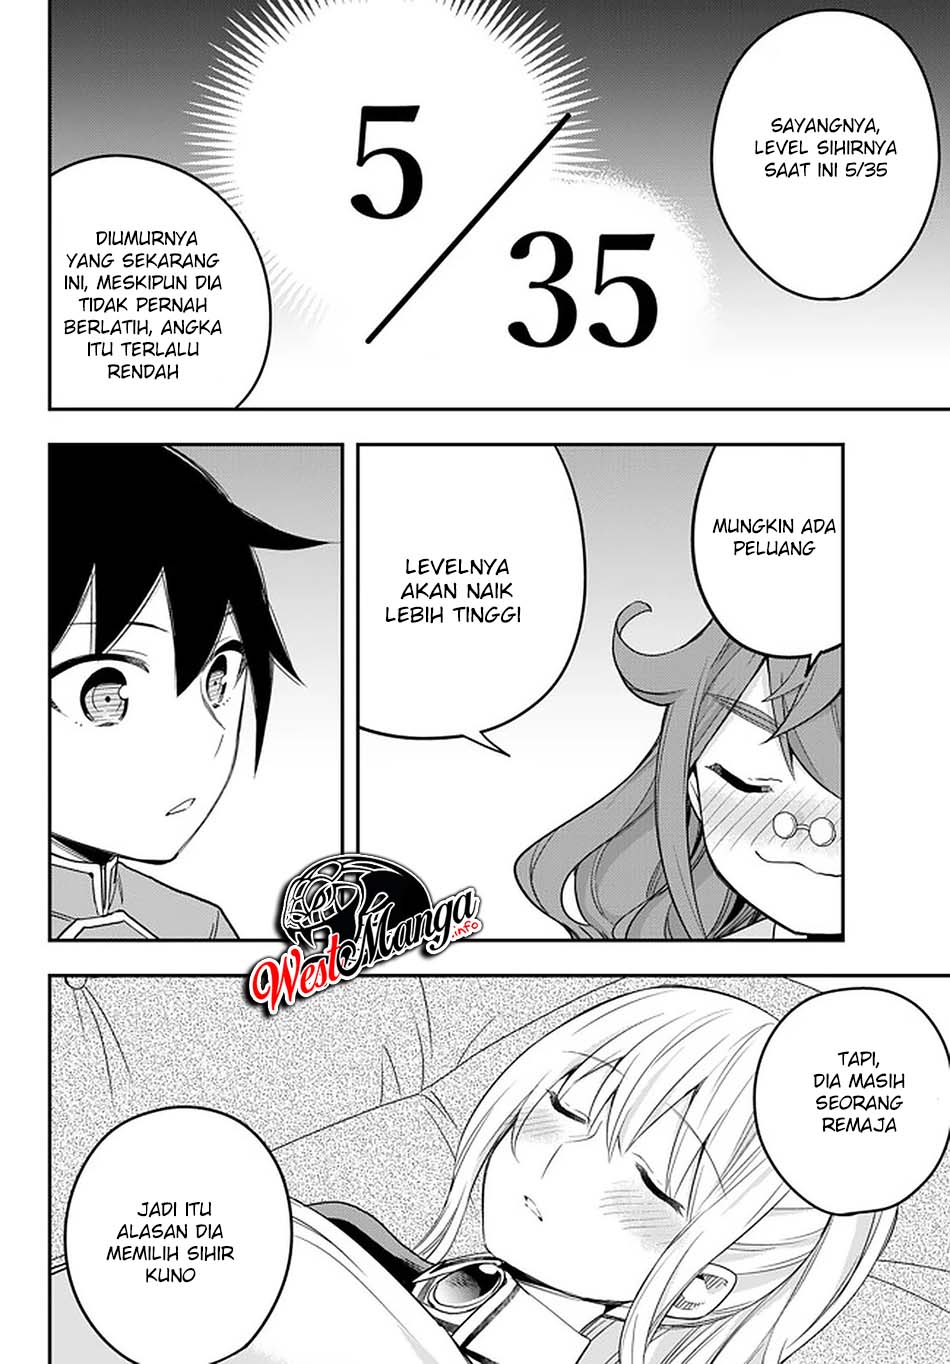 SAYANGNYA,
LEVEL SIHIRNYA
SAAT INI 5/35
5/35
DIUMURNYA
YANG SEKARANG
INI, MESKIPUN DIA
TIDAK PERNAH
BERLATIH, ANGKA
ITU TERLALU
RENDAH
MUNGKIN ADA
PELUANG
LEVELNYA
AKAN NAIK
LEBIH TINGGI
WestManga
.info
TAPI,
DIA MASIH
SEORANG
REMAJA
JADI ITU
ALASAN DIA
MEMILIH SIHIR
KUNO